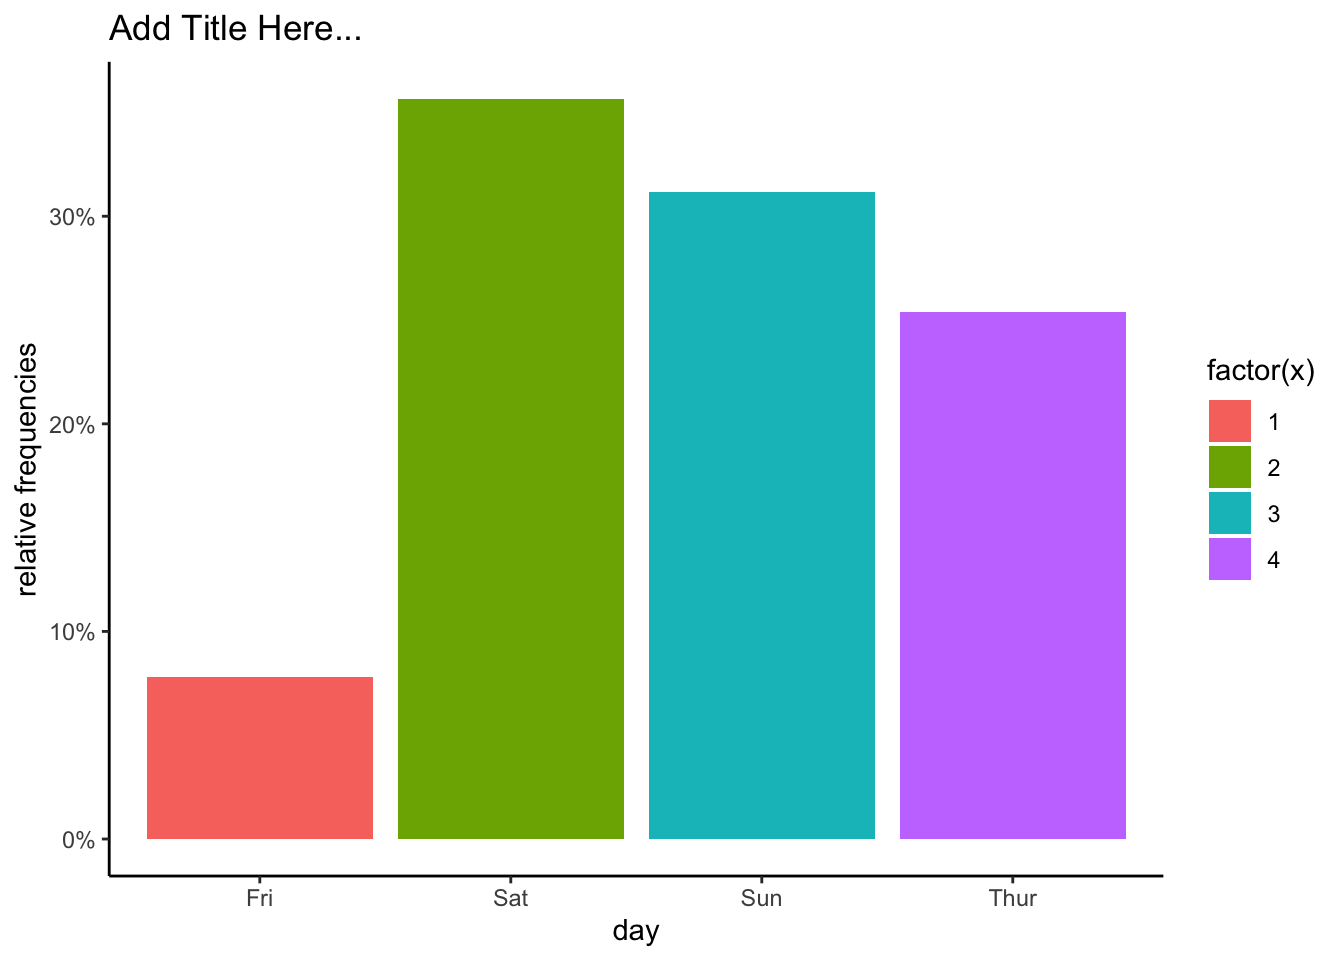 Add Title Here...
relative frequencies
30%
20%
10%
0%
Fri
Sat
Sun
Thur
day
factor(x)
1
2
3
4